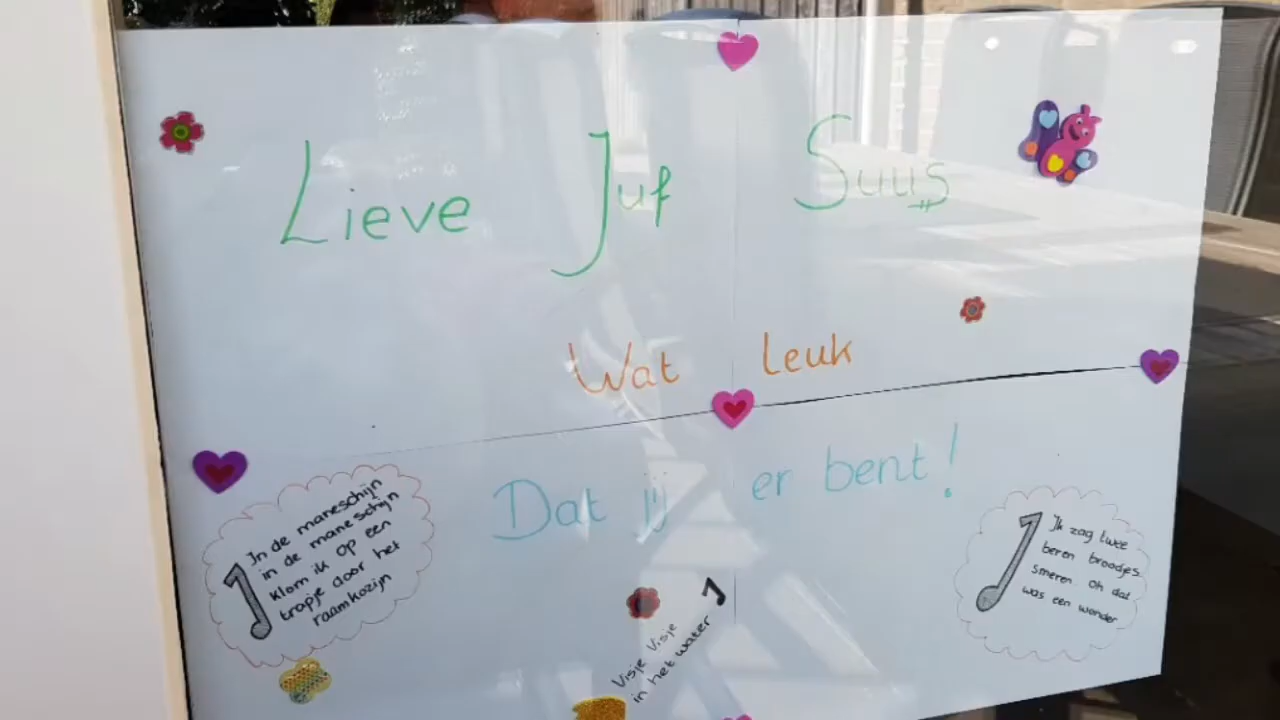 Lieve Juf Suus
Wat leuk
Dat jij er bent!
In de maneschijn
in de maneschijn
klom ik op een
trapje door het
raamkozijn
Ik zag twee
beren broodjes
smeren oh dat
was een wonder
Visje Visje
in het water